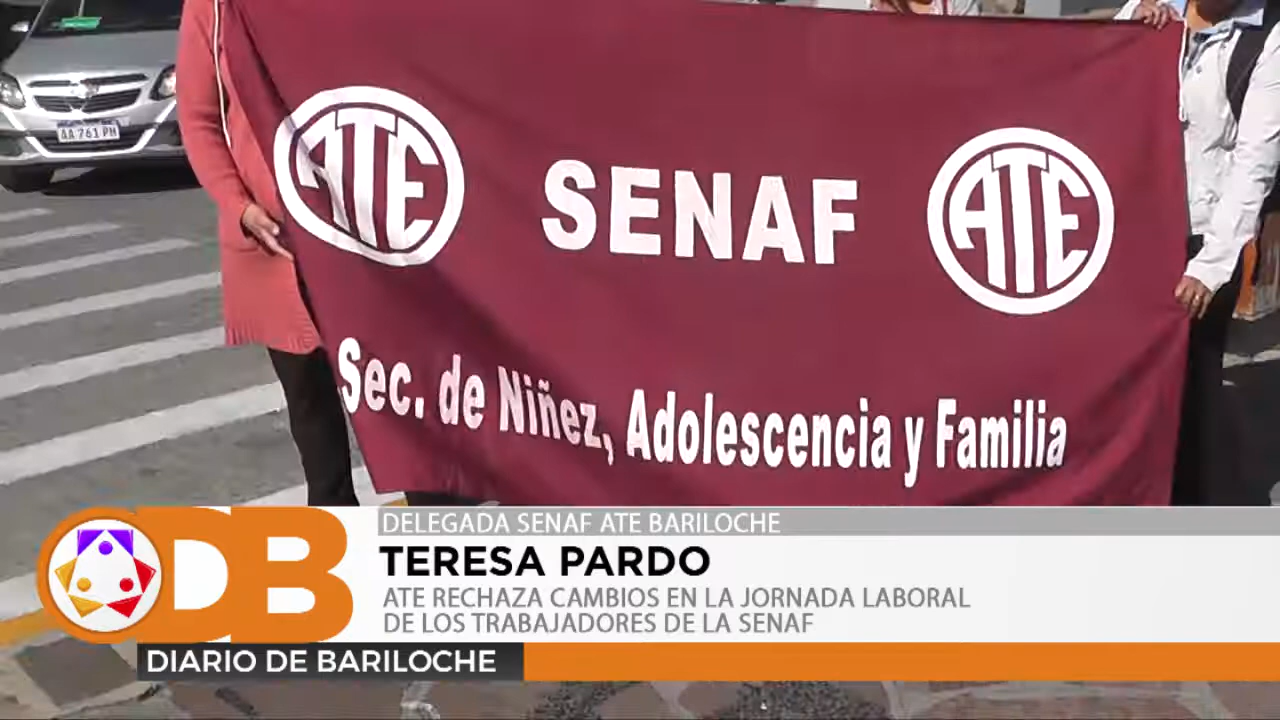 AA 761 PH
ATE
SENAF
ATE
Sec. de Niñez, Adolescencia y Familia
DELEGADA SENAF ATE BARILOCHE
TERESA PARDO
ATE RECHAZA CAMBIOS EN LA JORNADA LABORAL
DE LOS TRABAJADORES DE LA SENAF
DB
DIARIO DE BARILOCHE